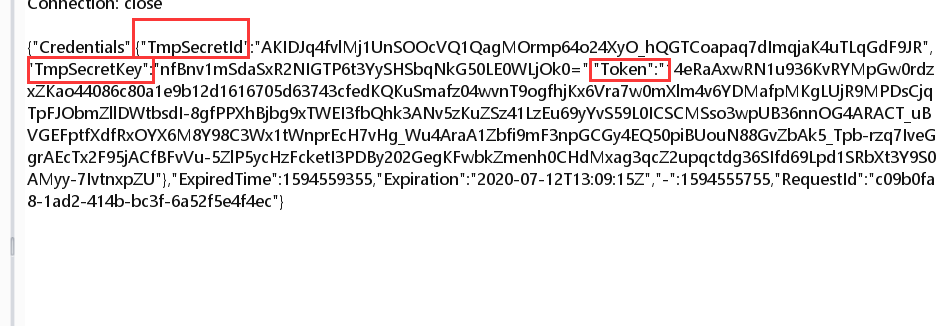 Connection: close
{"Credentials" {"TmpSecretId":"AKIDJq4fvlMj1UnSOOcVQ1QagMOrmp64o24XyO_hQGTCoapaq7dImqjaK4uTLqGdF9JR",
"TmpSecretKey":"nfBnv1mSdaSxR2NIGTP6t3YySHSbqNkG50LE0WLjOk0=" "Token":" 4eRaAxwRN1u936KvRYMpGw0rdz
xZKao44086c80a1e9b12d1616705d63743cfedKQKuSmafz04wvnT9ogfhjKx6Vra7w0mXlm4v6YDMafpMKgLUjR9MPDsCjq
TpFJObmZllDWtbsdI-8gfPPXhBjbg9xTWEI3fbQhk3ANv5zKuZSz41LzEu69yYvS59L0ICSCMSso3wpUB36nnOG4ARACT_uB
VGEFptfXdfRxOYX6M8Y98C3Wx1tWnprEcH7vHg_Wu4AraA1Zbfi9mF3npGCGy4EQ50piBUouN88GvZbAk5_Tpb-rzq7IveG
grAEcTx2F95jACfBFvVu-5ZlP5ycHzFcketI3PDBy202GegKFwbkZmenh0CHdMxag3qcZ2upqctdg36SIfd69Lpd1SRbXt3Y9S0
AMyy-7IvtnxpZU"},"ExpiredTime":1594559355,"Expiration":"2020-07-12T13:09:15Z","-":1594555755,"RequestId":"c09b0fa
8-1ad2-414b-bc3f-6a52f5e4f4ec"}